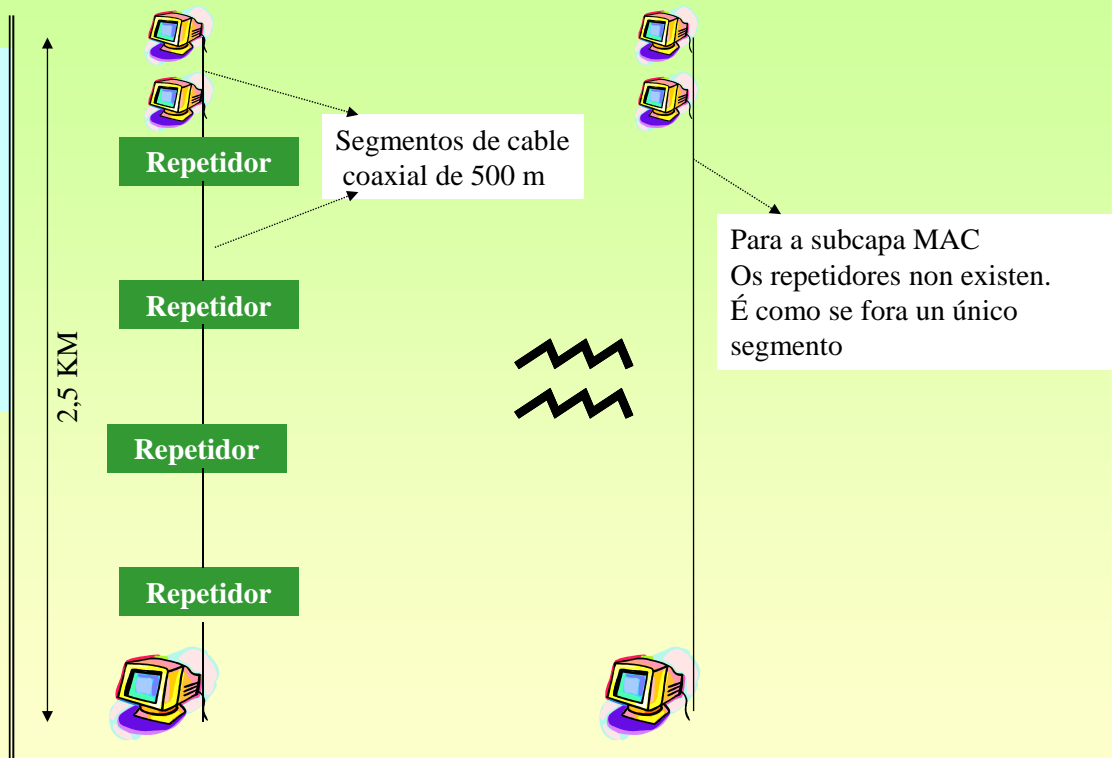 Repetidor
Segmentos de cable
coaxial de 500 m
Repetidor
Repetidor
Repetidor
2,5 KM
Para a subcapa MAC
Os repetidores non existen.
É como se fora un único
segmento